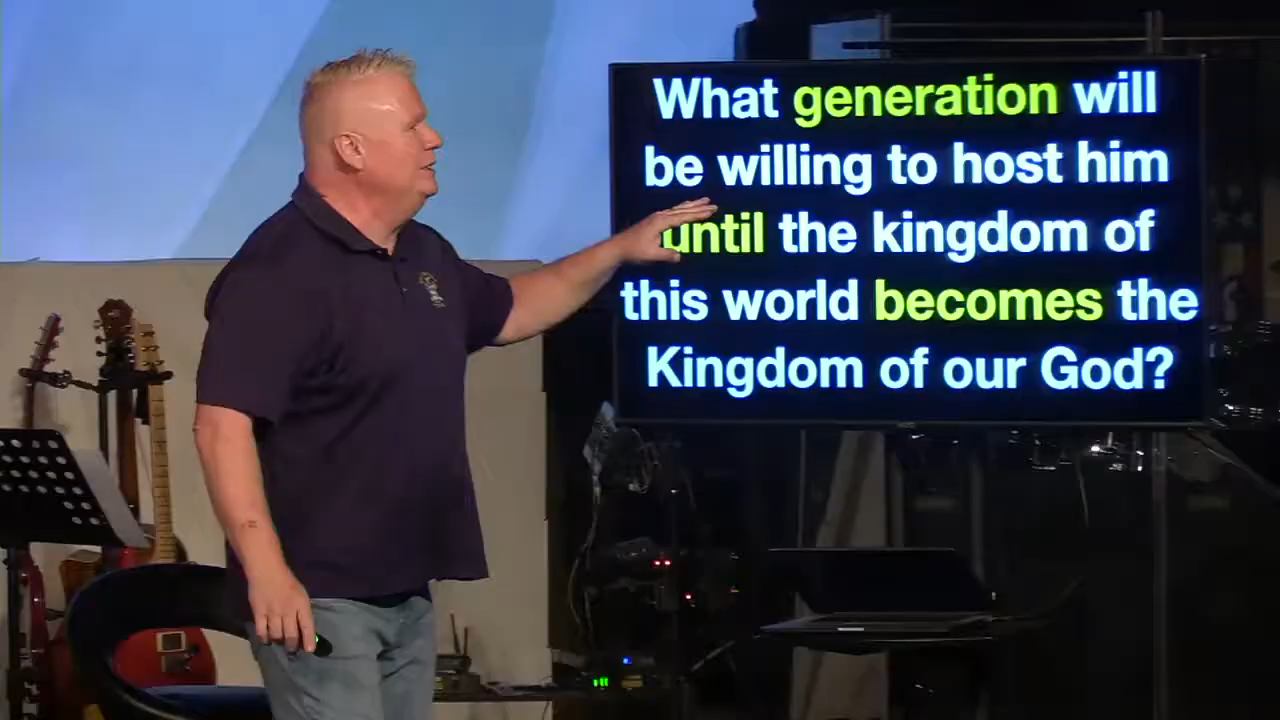 What generation will
be willing to host him
until the kingdom of
this world becomes the
Kingdom of our God?